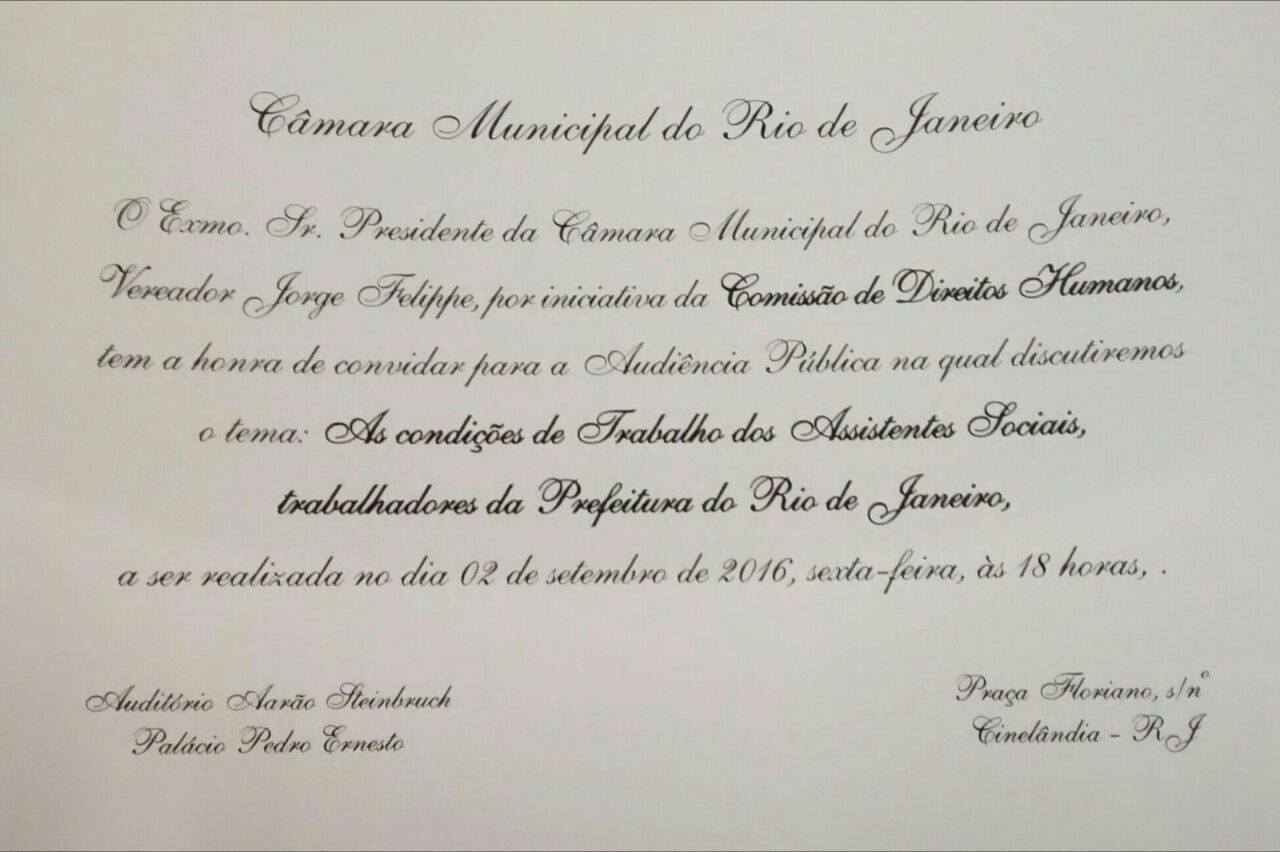 Câmara Municipal do Rio de Janeiro
O Exmo. Sr. Presidente da Câmara Municipal do Rio de Janeiro,
Vereador Jorge Felippe, por iniciativa da Comissão de Direitos Humanos,
tem a honra de convidar para a Audiência Pública na qual discutiremos
o tema: As condições de Trabalho dos Assistentes Sociais,
trabalhadores da Prefeitura do Rio de Janeiro,
a ser realizada no dia 02 de setembro de 2016, sexta-feira, às 18 horas, .
Auditório Aarão Steinbruch
Palácio Pedro Ernesto
Praça Floriano, s/nº
Cinelândia - RJ